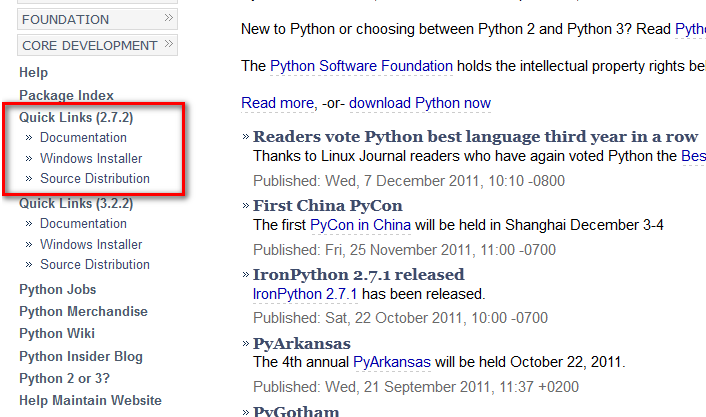 FOUNDATION »
CORE DEVELOPMENT »
Help
Package Index
Quick Links (2.7.2)
» Documentation
» Windows Installer
» Source Distribution
Quick Links (3.2.2)
» Documentation
» Windows Installer
» Source Distribution
Python Jobs
Python Merchandise
Python Wiki
Python Insider Blog
Python 2 or 3?
Help Maintain Website
New to Python or choosing between Python 2 and Python 3? Read
The Python Software Foundation holds the intellectual property rights
Read more, -or- download Python now
» Readers vote Python best language third year in a row
Thanks to Linux Journal readers who have again voted Python the Bes
Published: Wed, 7 December 2011, 10:10 -0800
» First China PyCon
The first PyCon in China will be held in Shanghai December 3-4
Published: Fri, 25 November 2011, 11:00 -0700
» IronPython 2.7.1 released
IronPython 2.7.1 has been released.
Published: Sat, 22 October 2011, 10:00 -0700
» PyArkansas
The 4th annual PyArkansas will be held October 22, 2011.
Published: Wed, 21 September 2011, 11:37 +0200
» PyGotham